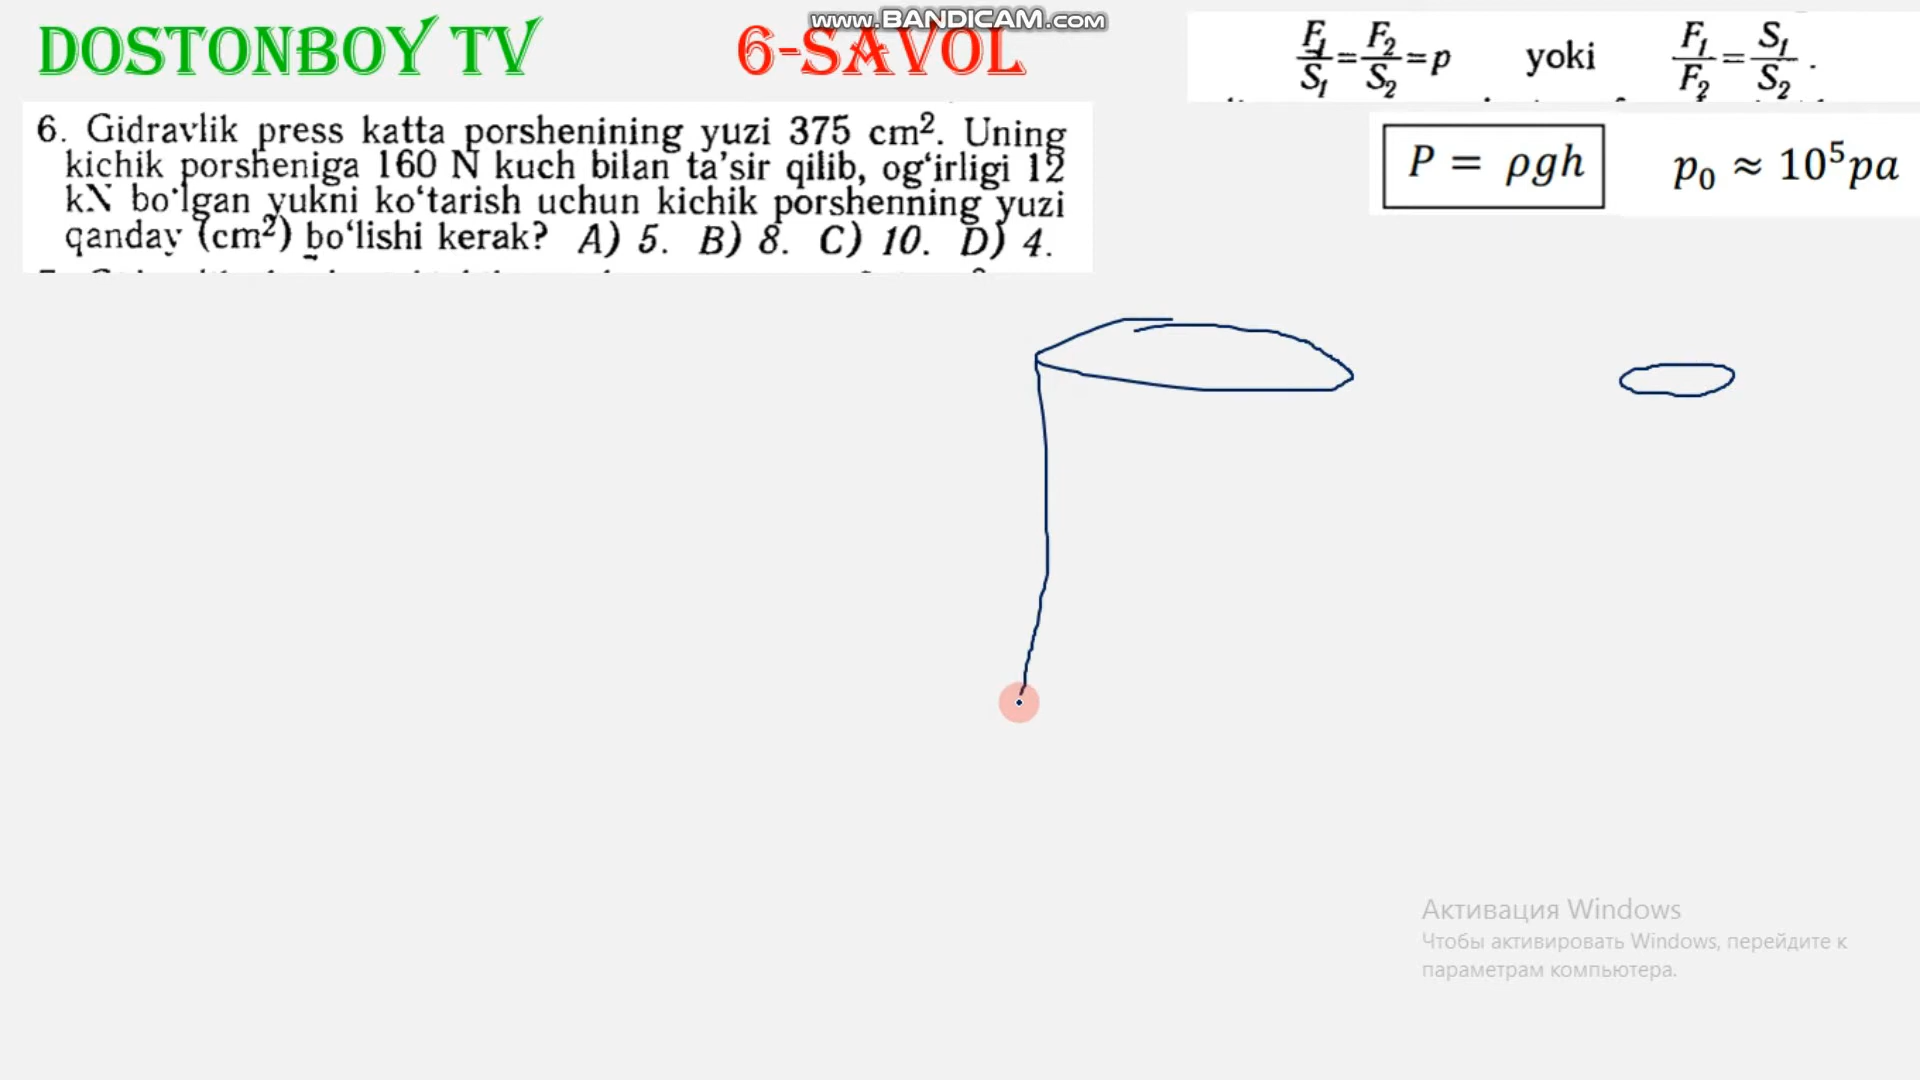 www.BANDICAM.com
DOSTONBOY TV
6-SAVOL
6. Gidravlik press katta porshenining yuzi 375 cm². Uning
kichik porsheniga 160 N kuch bilan ta’sir qilib, og‘irligi 12
kN bo‘lgan yukni ko‘tarish uchun kichik porshenning yuzi
qanday (cm²) bo‘lishi kerak? A) 5. B) 8. C) 10. D) 4.
F₁/S₁ = F₂/S₂ = p yoki F₁/F₂ = S₁/S₂ .
P = ρgh p₀ ≈ 10⁵pa
Активация Windows
Чтобы активировать Windows, перейдите к
параметрам компьютера.